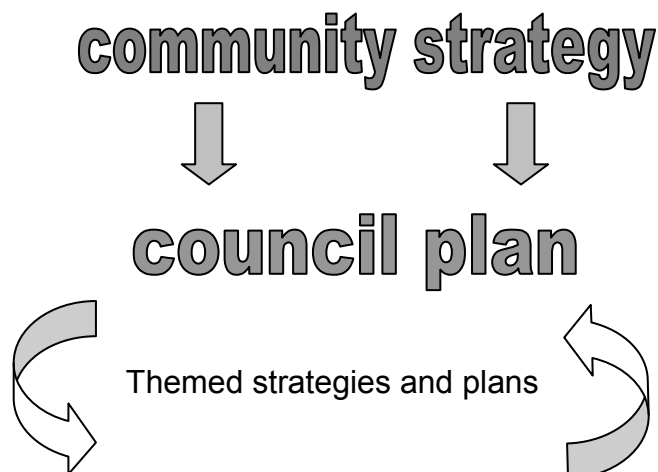 community strategy
council plan
Themed strategies and plans